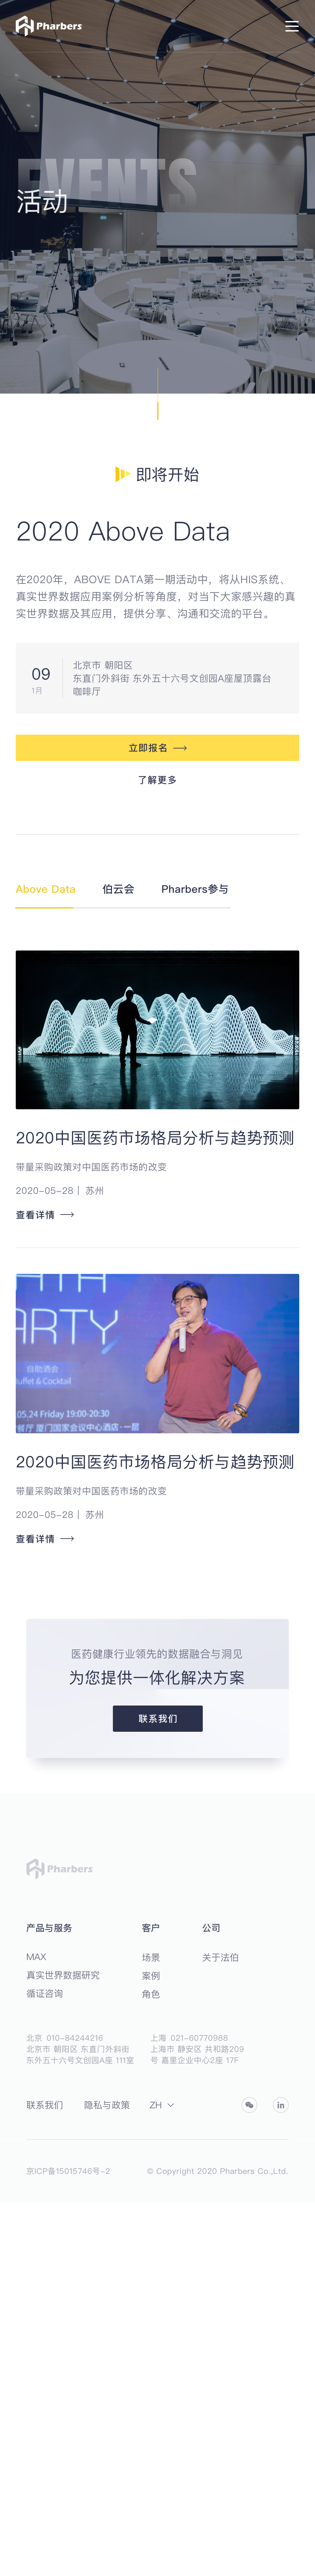 Pharbers
EVENTS
活动
即将开始
2020 Above Data
在2020年，ABOVE DATA第一期活动中，将从HIS系统、
真实世界数据应用案例分析等角度，对当下大家感兴趣的真
实世界数据及其应用，提供分享、沟通和交流的平台。
09
1月
北京市 朝阳区
东直门外斜街 东外五十六号文创园A座屋顶露台
咖啡厅
立即报名
了解更多
Above Data 伯云会 Pharbers参与
2020中国医药市场格局分析与趋势预测
带量采购政策对中国医药市场的改变
2020-05-28 | 苏州
查看详情
PARTY
自助酒会
Buffet & Cocktail
05.24 Friday 19:00-20:30
餐厅 厦门国家会议中心酒店·一层
2020中国医药市场格局分析与趋势预测
带量采购政策对中国医药市场的改变
2020-05-28 | 苏州
查看详情
医药健康行业领先的数据融合与洞见
为您提供一体化解决方案
联系我们
Pharbers
产品与服务
MAX
真实世界数据研究
循证咨询
客户
场景
案例
角色
公司
关于法伯
北京 010-84244216
北京市 朝阳区 东直门外斜街
东外五十六号文创园A座 111室
上海 021-60770988
上海市 静安区 共和路209
号 嘉里企业中心2座 17F
联系我们 隐私与政策 ZH
in
京ICP备15015746号-2 © Copyright 2020 Pharbers Co.,Ltd.